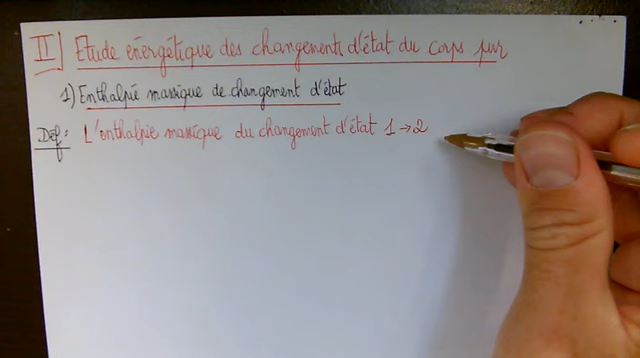 II] Etude énergétique des changements d'état du corps pur
1) Enthalpie massique de changement d'état
Def: L'enthalpie massique du changement d'état 1→2